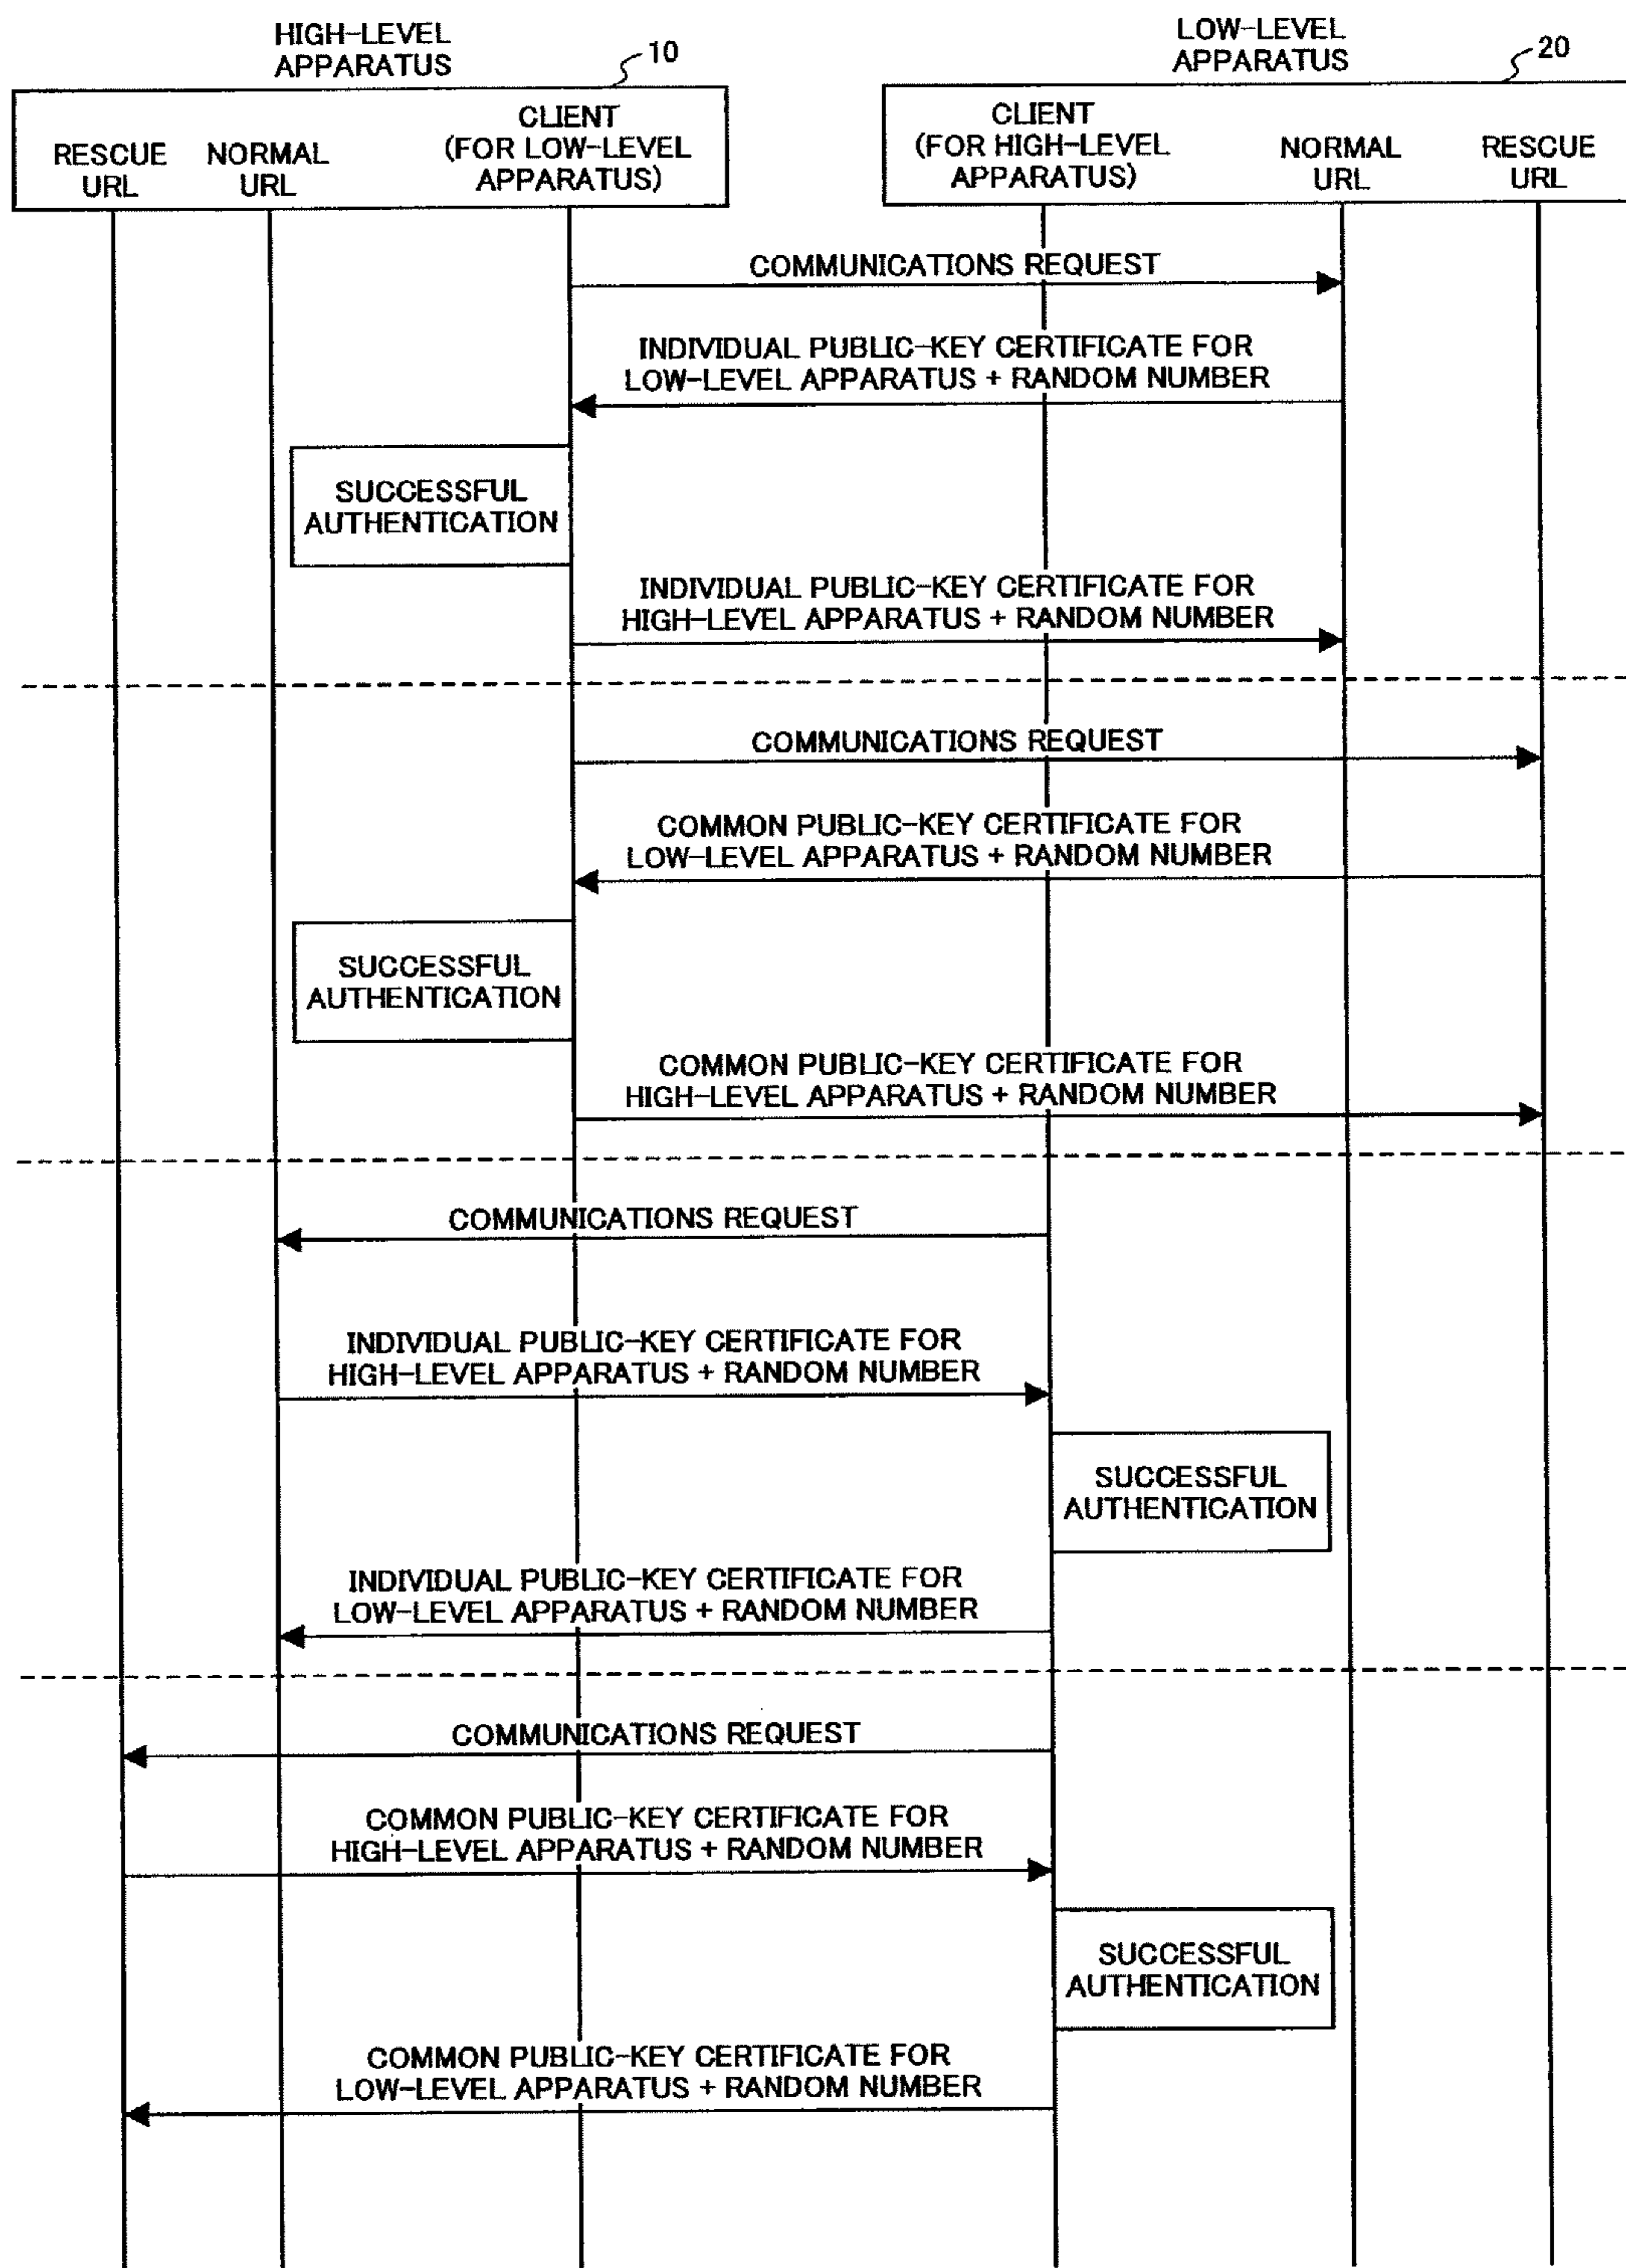 HIGH-LEVEL
APPARATUS
10
LOW-LEVEL
APPARATUS
20
RESCUE
URL
NORMAL
URL
CLIENT
(FOR LOW-LEVEL
APPARATUS)
CLIENT
(FOR HIGH-LEVEL
APPARATUS)
NORMAL
URL
RESCUE
URL
COMMUNICATIONS REQUEST
INDIVIDUAL PUBLIC-KEY CERTIFICATE FOR
LOW-LEVEL APPARATUS + RANDOM NUMBER
SUCCESSFUL
AUTHENTICATION
INDIVIDUAL PUBLIC-KEY CERTIFICATE FOR
HIGH-LEVEL APPARATUS + RANDOM NUMBER
COMMUNICATIONS REQUEST
COMMON PUBLIC-KEY CERTIFICATE FOR
LOW-LEVEL APPARATUS + RANDOM NUMBER
SUCCESSFUL
AUTHENTICATION
COMMON PUBLIC-KEY CERTIFICATE FOR
HIGH-LEVEL APPARATUS + RANDOM NUMBER
COMMUNICATIONS REQUEST
INDIVIDUAL PUBLIC-KEY CERTIFICATE FOR
HIGH-LEVEL APPARATUS + RANDOM NUMBER
SUCCESSFUL
AUTHENTICATION
INDIVIDUAL PUBLIC-KEY CERTIFICATE FOR
LOW-LEVEL APPARATUS + RANDOM NUMBER
COMMUNICATIONS REQUEST
COMMON PUBLIC-KEY CERTIFICATE FOR
HIGH-LEVEL APPARATUS + RANDOM NUMBER
SUCCESSFUL
AUTHENTICATION
COMMON PUBLIC-KEY CERTIFICATE FOR
LOW-LEVEL APPARATUS + RANDOM NUMBER